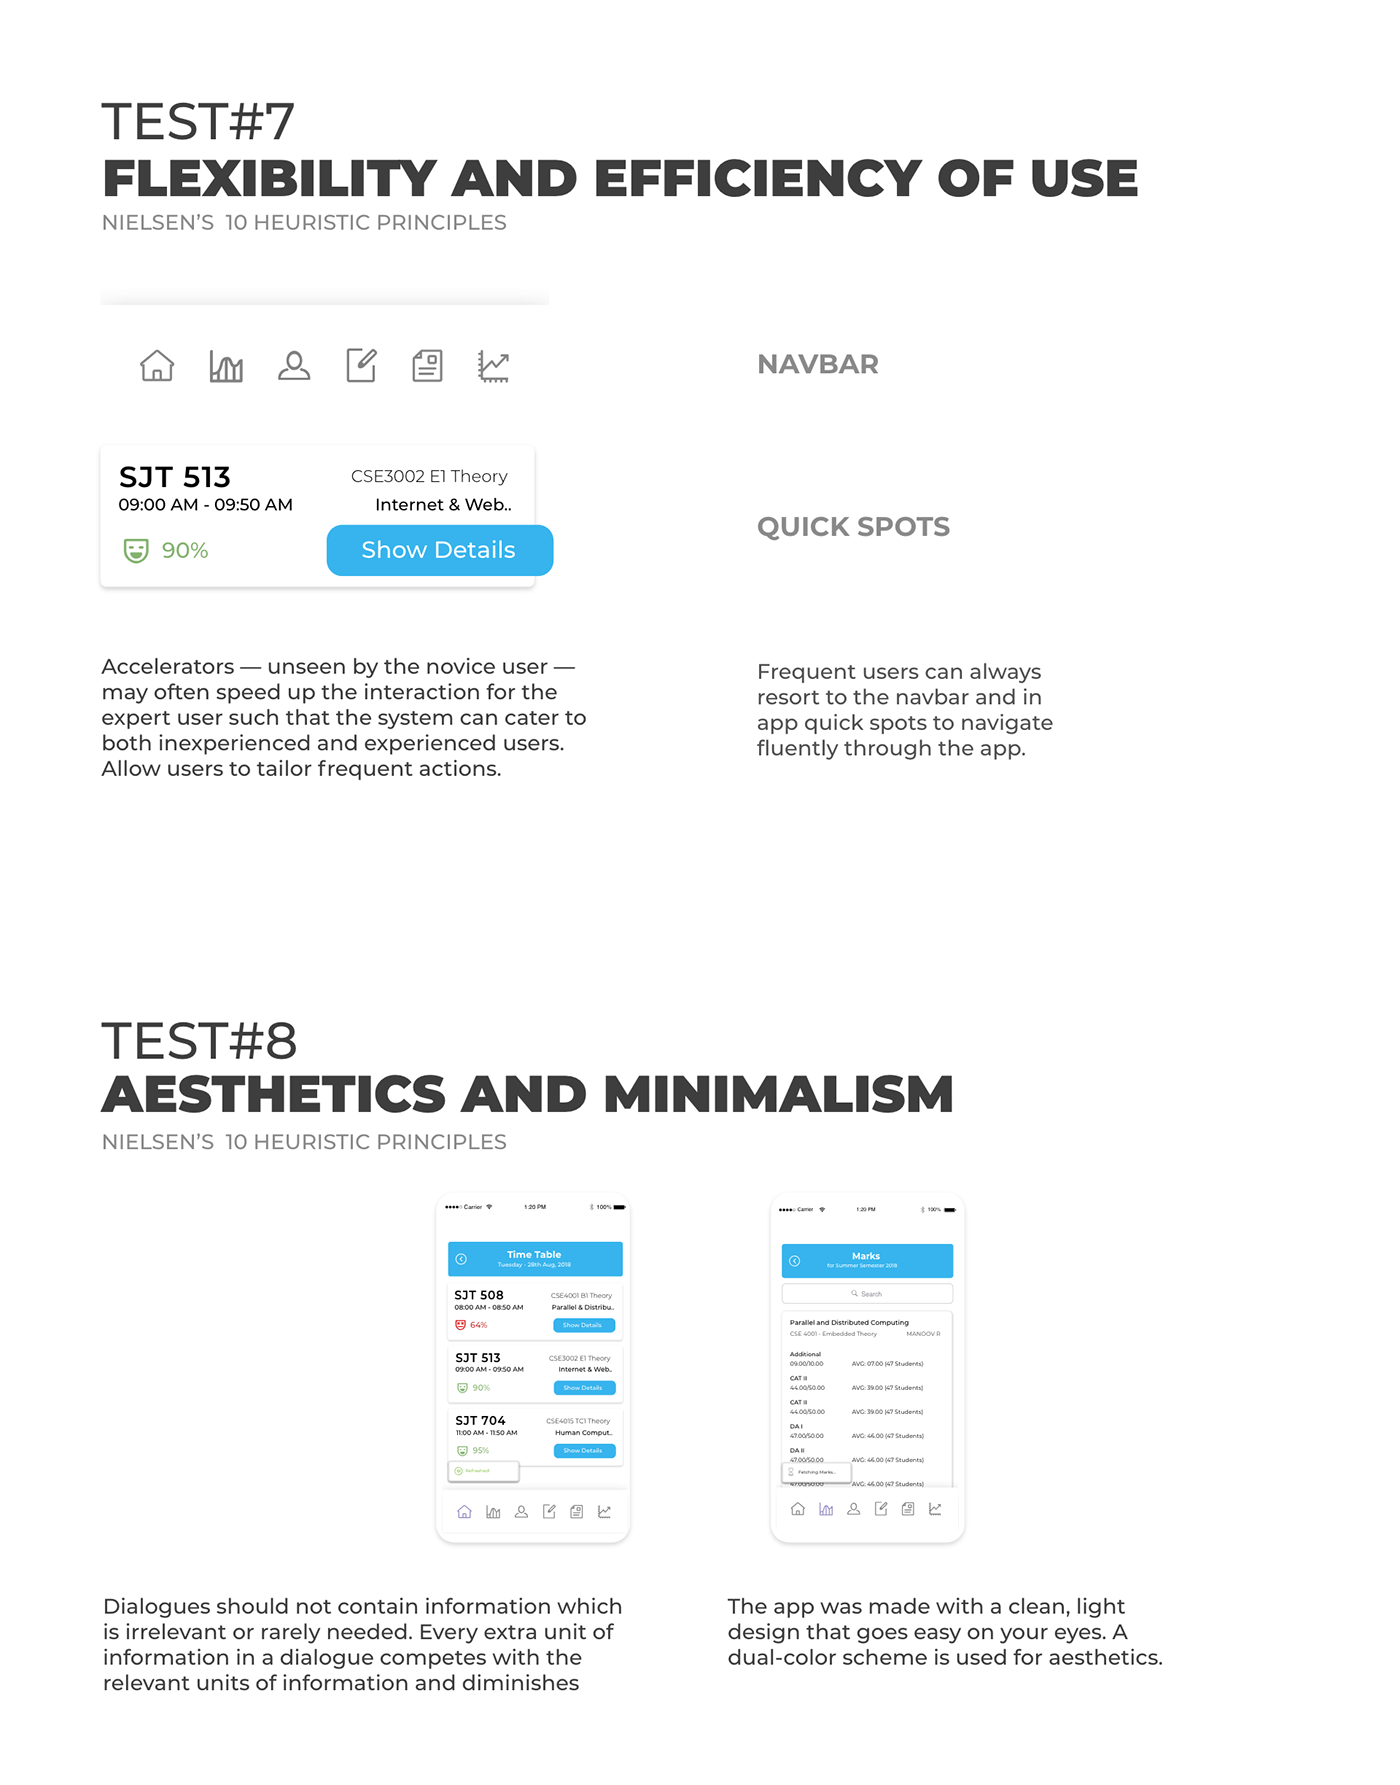 TEST#7
FLEXIBILITY AND EFFICIENCY OF USE
NIELSEN'S 10 HEURISTIC PRINCIPLES
NAVBAR
SJT 513
CSE3002 E1 Theory
09:00 AM - 09:50 AM
Internet & Web..
90%
Show Details
QUICK SPOTS
Accelerators — unseen by the novice user —
may often speed up the interaction for the
expert user such that the system can cater to
both inexperienced and experienced users.
Allow users to tailor frequent actions.
Frequent users can always
resort to the navbar and in
app quick spots to navigate
fluently through the app.
TEST#8
AESTHETICS AND MINIMALISM
NIELSEN'S 10 HEURISTIC PRINCIPLES
Carrier
1:20 PM
100%
Time Table
Tuesday - 28th Aug, 2018
SJT 508
CSE4001 B1 Theory
08:00 AM - 08:50 AM
Parallel & Distribu..
64%
Show Details
SJT 513
CSE3002 E1 Theory
09:00 AM - 09:50 AM
Internet & Web..
90%
Show Details
SJT 704
CSE4015 TC1 Theory
11:00 AM - 11:50 AM
Human Comput..
95%
Show Details
Refreshed!
Carrier
1:20 PM
100%
Marks
for Summer Semester 2018
Search
Parallel and Distributed Computing
CSE 4001 - Embedded Theory
MANOOV R
Additional
09.00/10.00
AVG: 07.00 (47 Students)
CAT II
44.00/50.00
AVG: 39.00 (47 Students)
CAT II
44.00/50.00
AVG: 39.00 (47 Students)
DA I
47.00/50.00
AVG: 46.00 (47 Students)
DA II
47.00/50.00
AVG: 46.00 (47 Students)
Fetching Marks..
47.00/50.00
AVG: 46.00 (47 Students)
Dialogues should not contain information which
is irrelevant or rarely needed. Every extra unit of
information in a dialogue competes with the
relevant units of information and diminishes
The app was made with a clean, light
design that goes easy on your eyes. A
dual-color scheme is used for aesthetics.